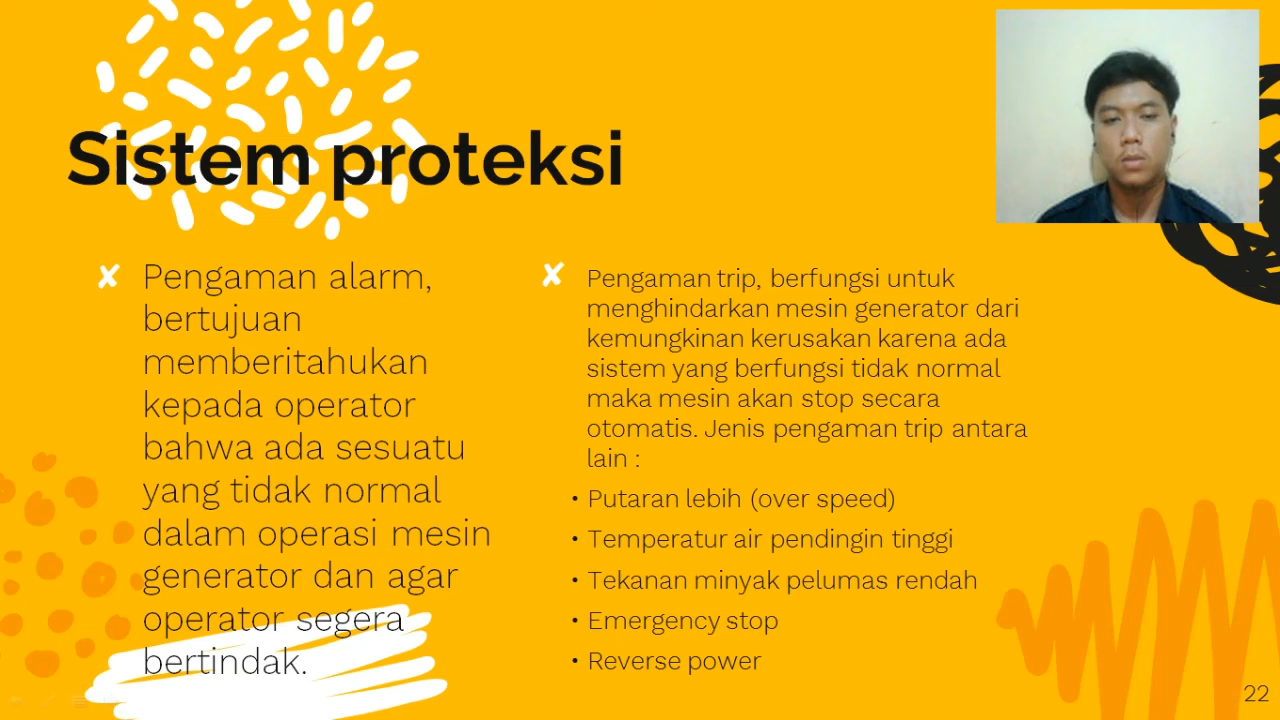 Sistem proteksi
✘ Pengaman alarm,
bertujuan
memberitahukan
kepada operator
bahwa ada sesuatu
yang tidak normal
dalam operasi mesin
generator dan agar
operator segera
bertindak.
✘ Pengaman trip, berfungsi untuk
menghindarkan mesin generator dari
kemungkinan kerusakan karena ada
sistem yang berfungsi tidak normal
maka mesin akan stop secara
otomatis. Jenis pengaman trip antara
lain :
• Putaran lebih (over speed)
• Temperatur air pendingin tinggi
• Tekanan minyak pelumas rendah
• Emergency stop
• Reverse power
22